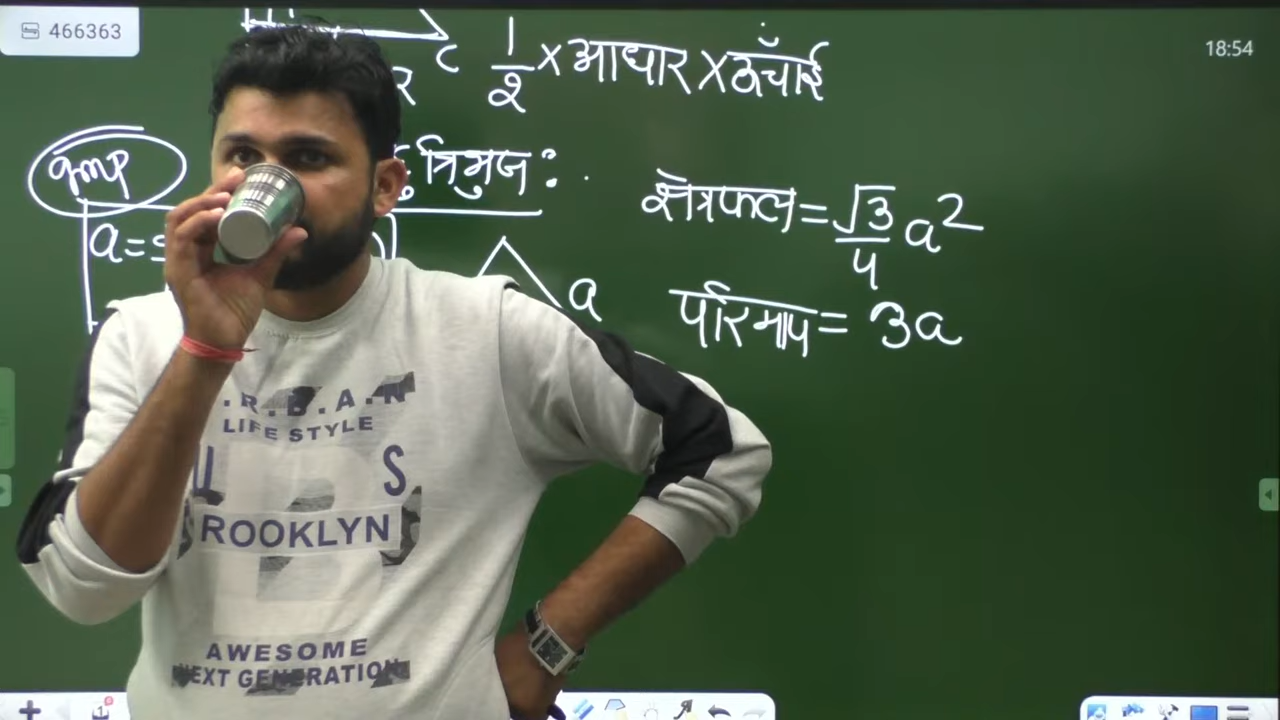 466363
18:54
C 1/2 × आधार × ऊँचाई
Imp
त्रिभुज :
a =
a
क्षेत्रफल = √3/4 a²
परिमाप = 3a
LIFE STYLE
S
ROOKLYN
AWESOME
NEXT GENERATION